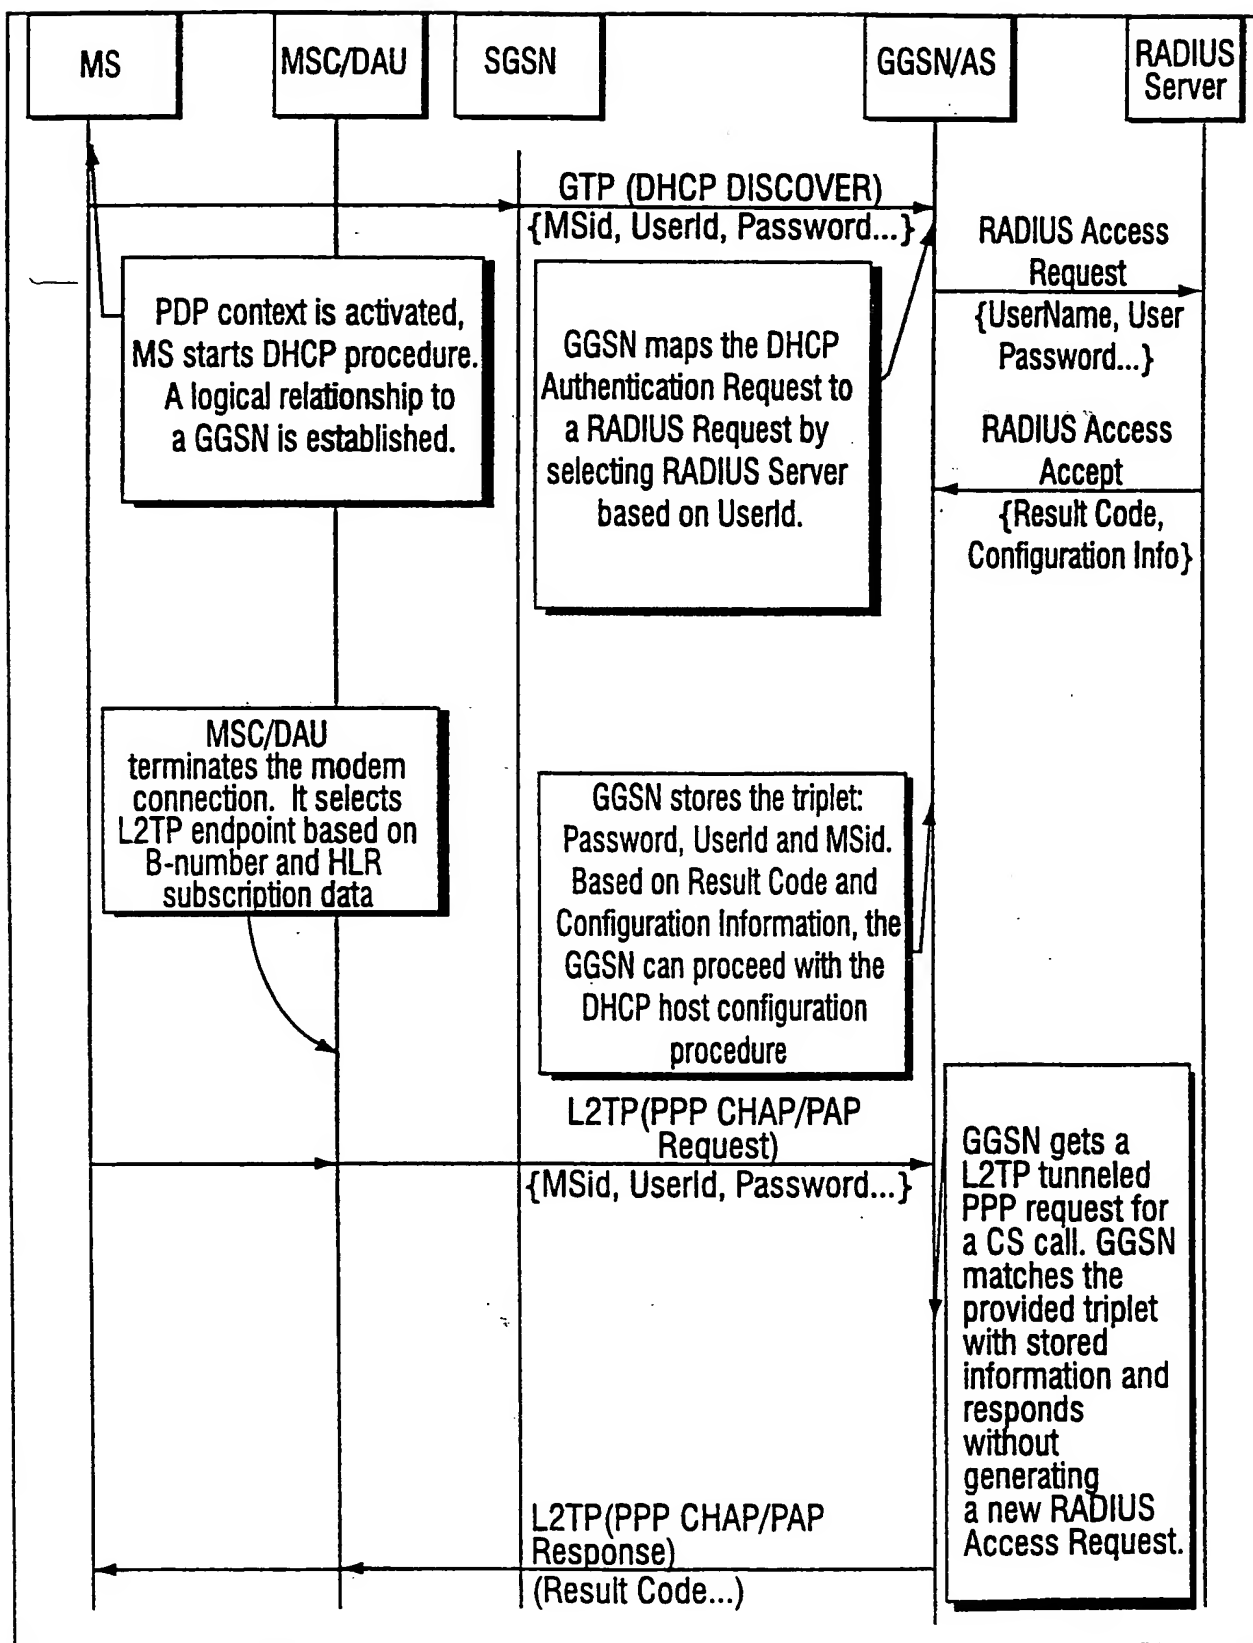 MS
MSC/DAU
SGSN
GGSN/AS
RADIUS
Server
GTP (DHCP DISCOVER)
{MSid, UserId, Password...}
RADIUS Access
Request
{UserName, User
Password...}
PDP context is activated,
MS starts DHCP procedure.
A logical relationship to
a GGSN is established.
GGSN maps the DHCP
Authentication Request to
a RADIUS Request by
selecting RADIUS Server
based on UserId.
RADIUS Access
Accept
{Result Code,
Configuration Info}
MSC/DAU
terminates the modem
connection. It selects
L2TP endpoint based on
B-number and HLR
subscription data
GGSN stores the triplet:
Password, UserId and MSid.
Based on Result Code and
Configuration Information, the
GGSN can proceed with the
DHCP host configuration
procedure
L2TP(PPP CHAP/PAP
Request)
{MSid, UserId, Password...}
GGSN gets a
L2TP tunneled
PPP request for
a CS call. GGSN
matches the
provided triplet
with stored
information and
responds
without
generating
a new RADIUS
Access Request.
L2TP(PPP CHAP/PAP
Response)
(Result Code...)